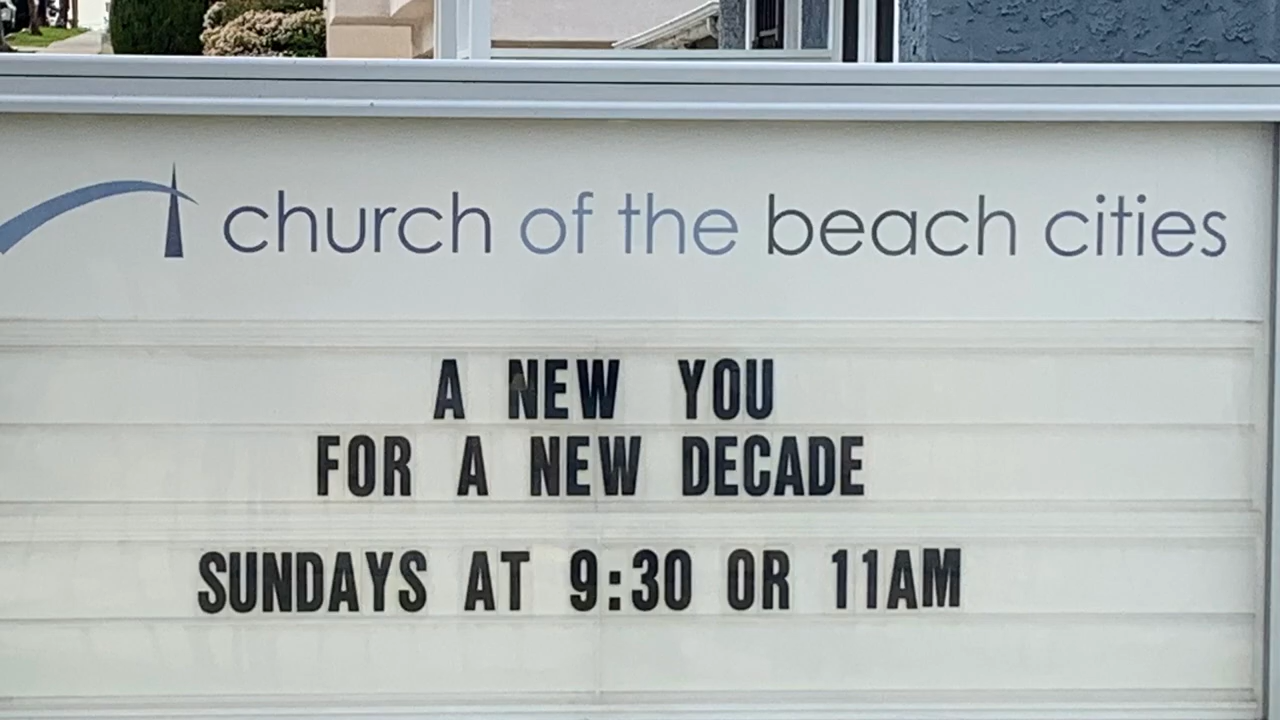 church of the beach cities
A NEW YOU
FOR A NEW DECADE
SUNDAYS AT 9:30 OR 11AM